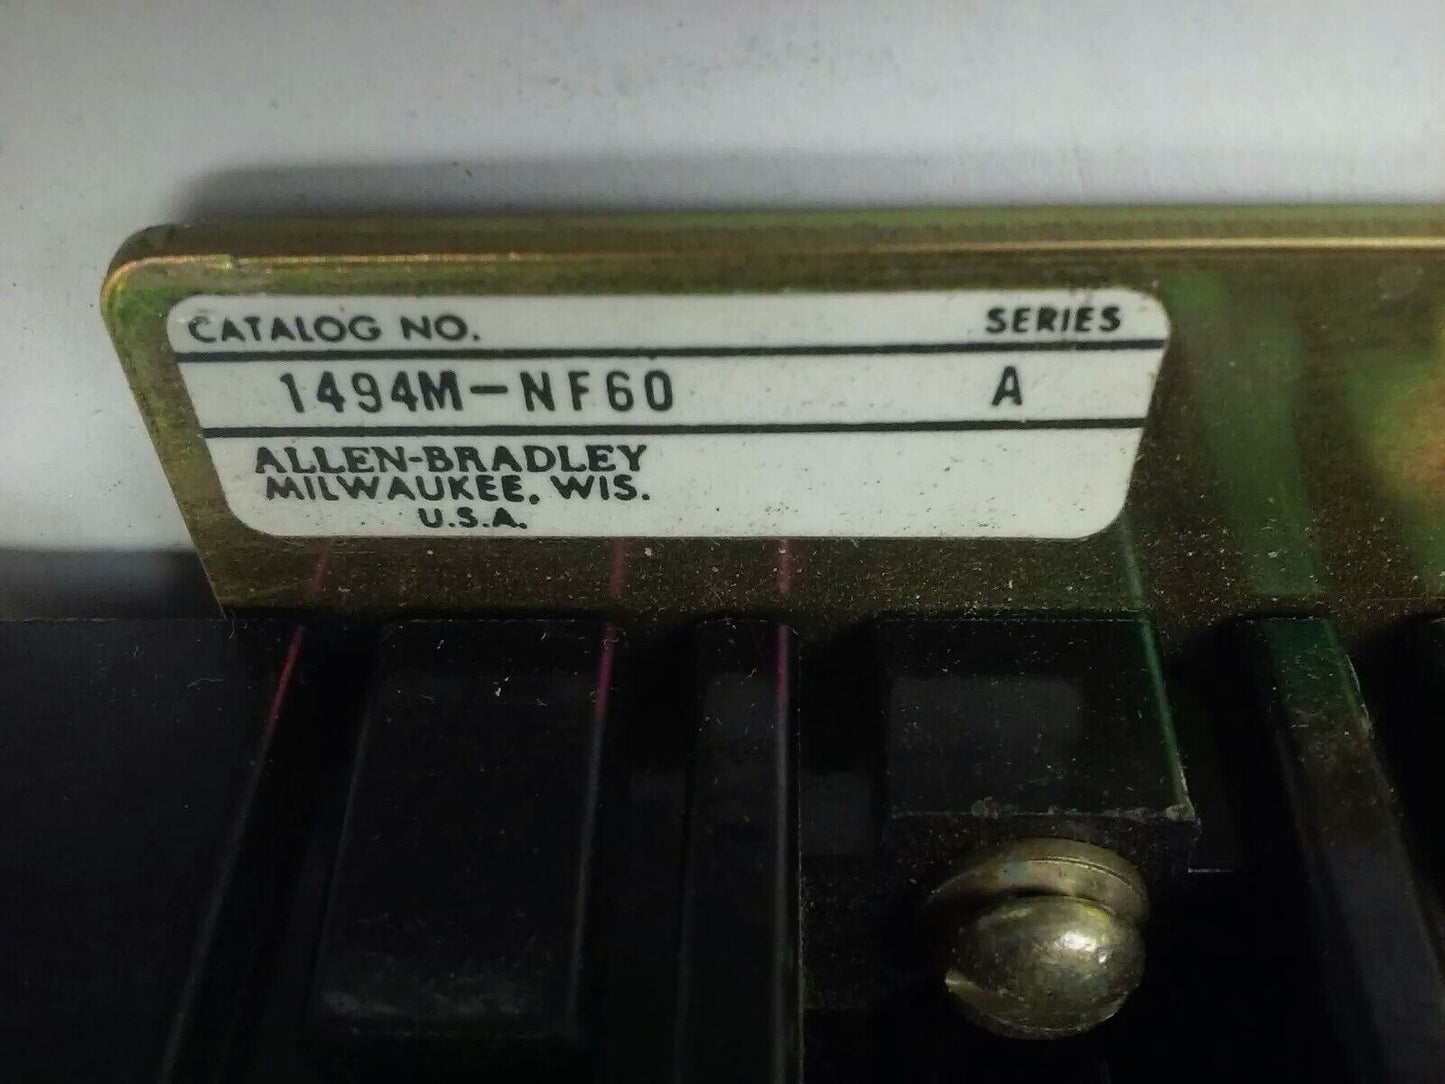 CATALOG NO. SERIES
1494M-NF60 A
ALLEN-BRADLEY
MILWAUKEE, WIS.
U.S.A.